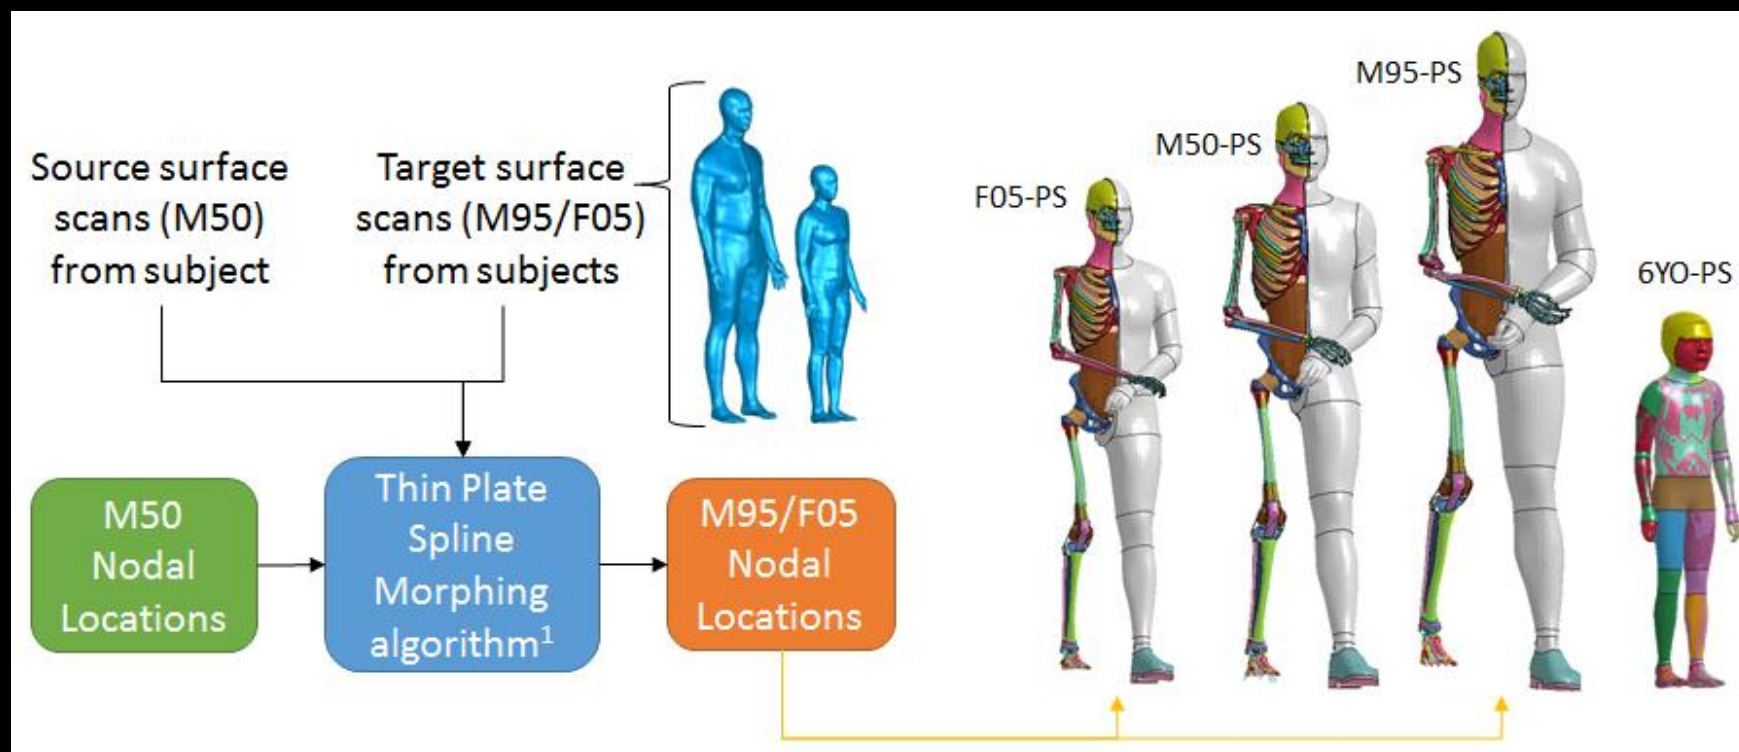 Source surface
scans (M50)
from subject
Target surface
scans (M95/F05)
from subjects
M50
Nodal
Locations
Thin Plate
Spline
Morphing
algorithm¹
M95/F05
Nodal
Locations
F05-PS
M50-PS
M95-PS
6YO-PS